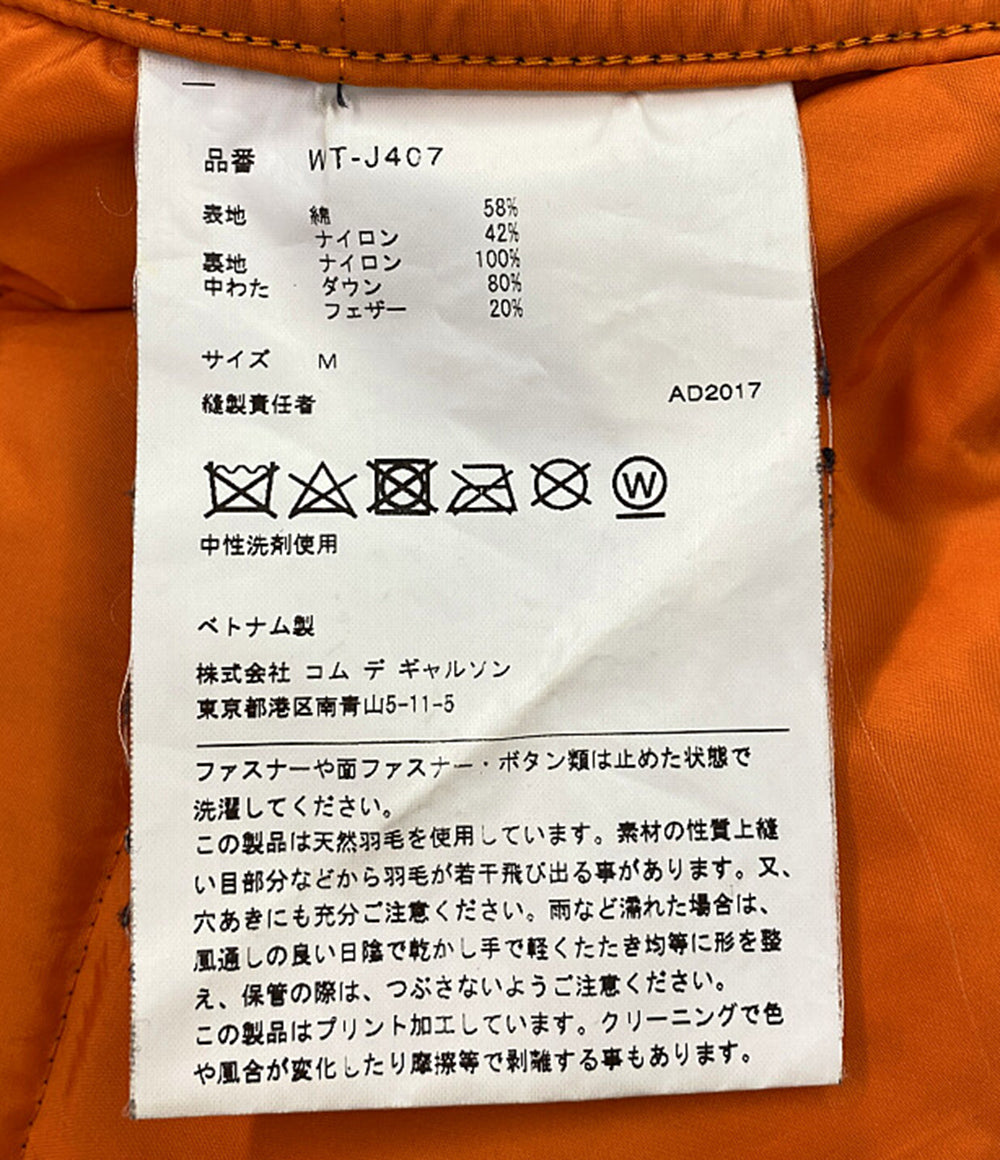 品番 WT-J407
表地 綿 58%
ナイロン 42%
裏地 ナイロン 100%
中わた ダウン 80%
フェザー 20%
サイズ M
縫製責任者 AD2017
W
中性洗剤使用
ベトナム製
株式会社 コム デ ギャルソン
東京都港区南青山5-11-5
ファスナーや面ファスナー・ボタン類は止めた状態で
洗濯してください。
この製品は天然羽毛を使用しています。素材の性質上縫
い目部分などから羽毛が若干飛び出る事があります。又、
穴あきにも充分ご注意ください。雨など濡れた場合は、
風通しの良い日陰で乾かし手で軽くたたき均等に形を整
え、保管の際は、つぶさないようご注意ください。
この製品はプリント加工しています。クリーニングで色
や風合が変化したり摩擦等で剥離する事もあります。